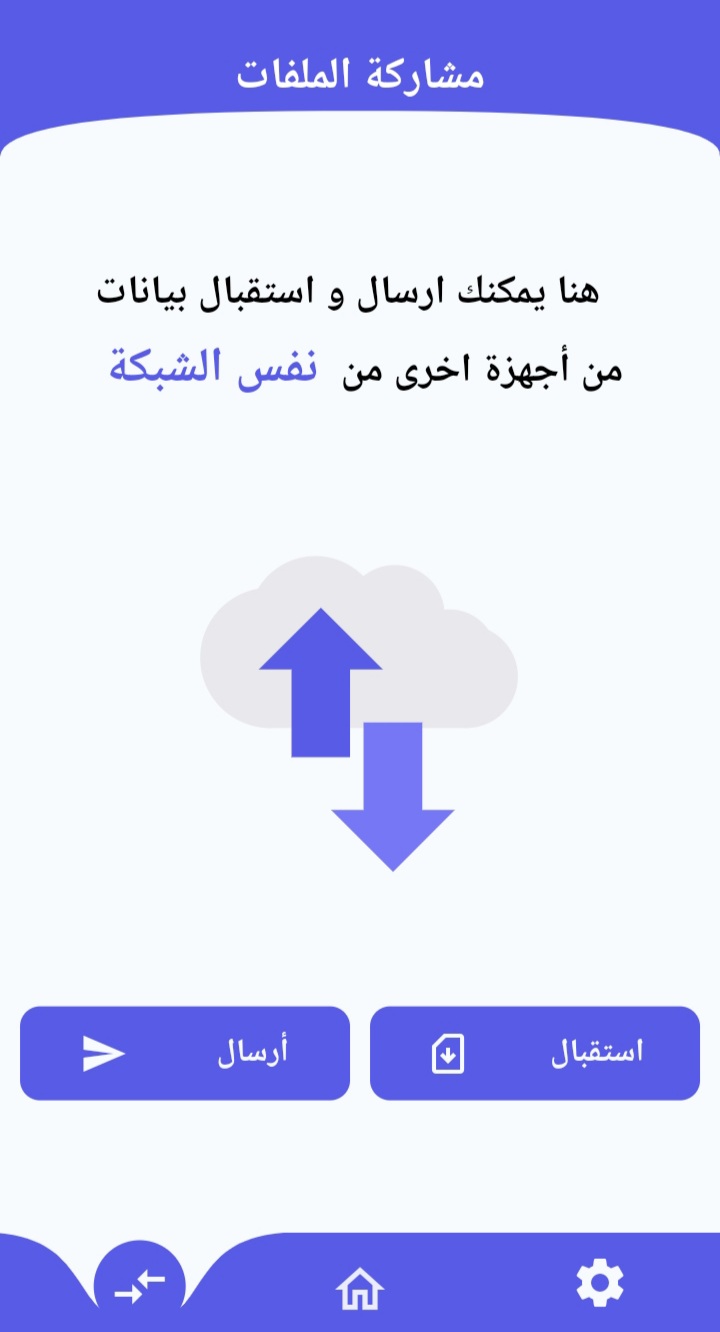 مشاركة الملفات
هنا يمكنك ارسال و استقبال بيانات
من أجهزة اخرى من نفس الشبكة
استقبال
أرسال